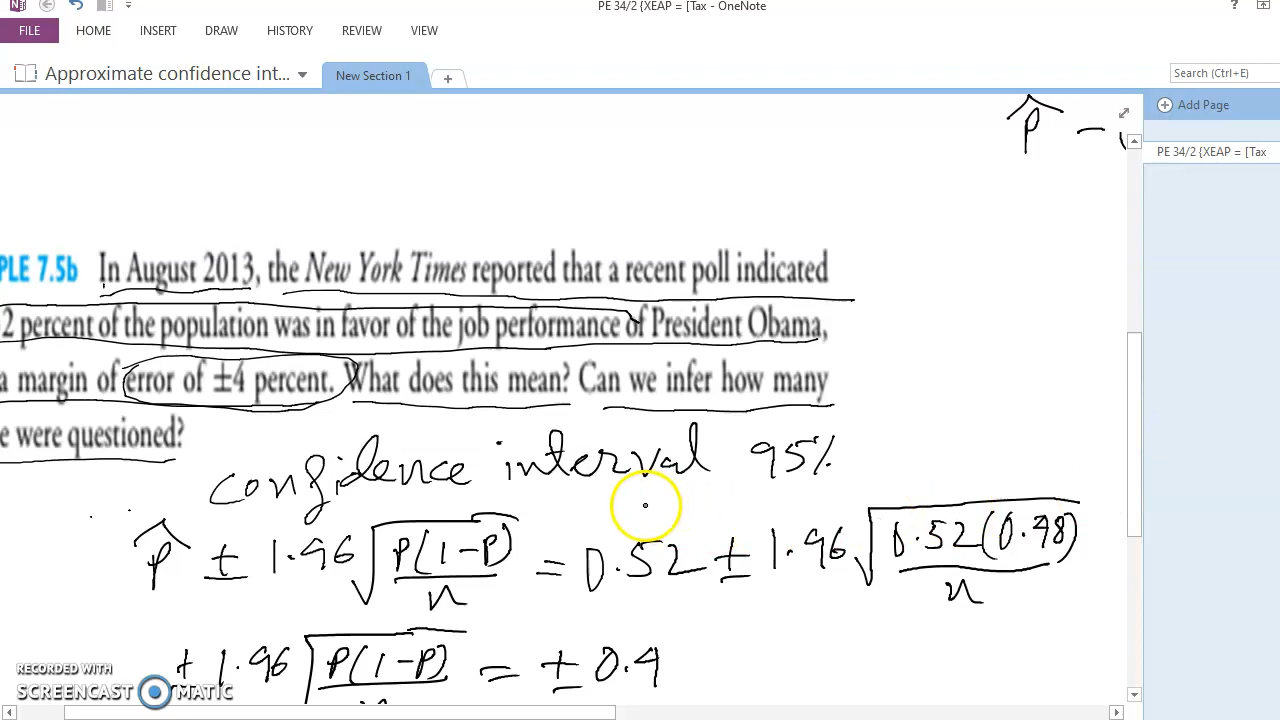 PE 34/2 {XEAP = [Tax - OneNote
FILE HOME INSERT DRAW HISTORY REVIEW VIEW
Approximate confidence int... New Section 1 +
Search (Ctrl+E)
Add Page
PE 34/2 {XEAP = [Tax
p̂ -
PLE 7.5b In August 2013, the New York Times reported that a recent poll indicated
2 percent of the population was in favor of the job performance of President Obama,
a margin of error of ±4 percent. What does this mean? Can we infer how many
e were questioned?
confidence interval 95%
p̂ ± 1.96 √(P(1-P)/n) = 0.52 ± 1.96 √(0.52(0.48)/n)
± 1.96 √(P(1-P)/n) = ± 0.4
RECORDED WITH
SCREENCAST MATIC